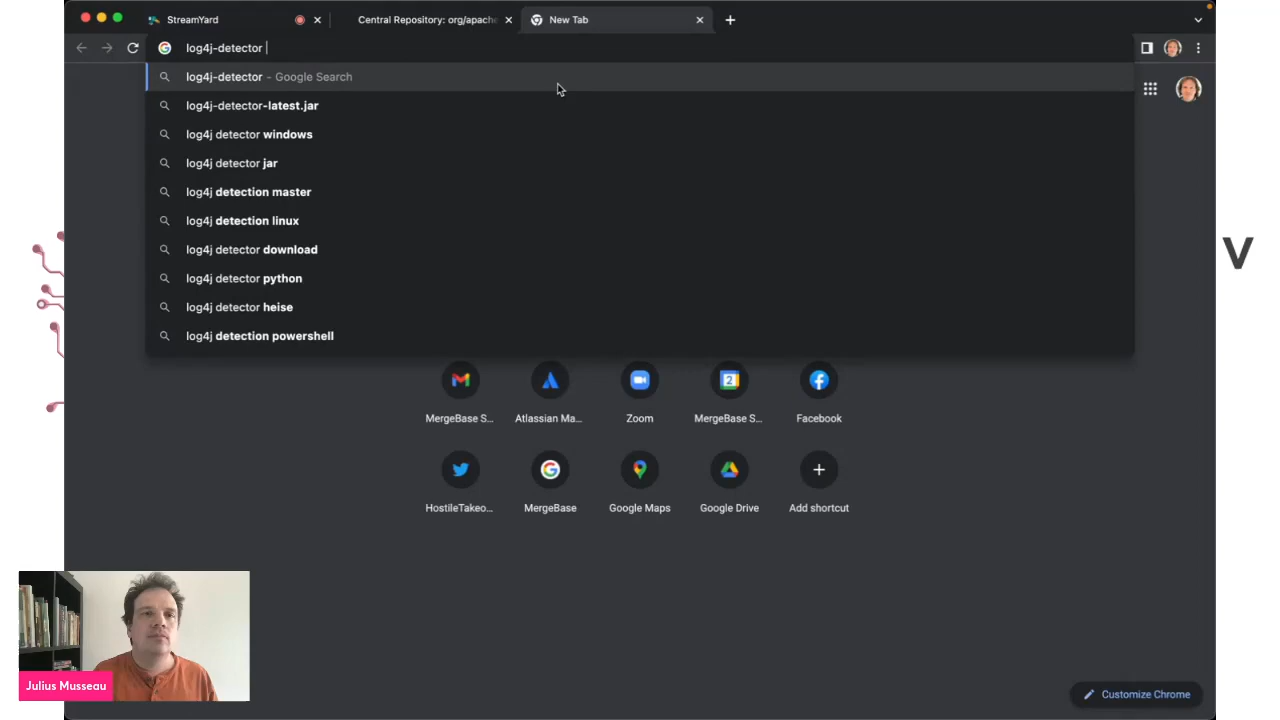 StreamYard
Central Repository: org/apache
New Tab
log4j-detector
log4j-detector - Google Search
log4j-detector-latest.jar
log4j detector windows
log4j detector jar
log4j detection master
log4j detection linux
log4j detector download
log4j detector python
log4j detector heise
log4j detection powershell
MergeBase S...
Atlassian Ma...
Zoom
MergeBase S...
Facebook
HostileTakeo...
MergeBase
Google Maps
Google Drive
Add shortcut
Customize Chrome
Julius Musseau
V
2